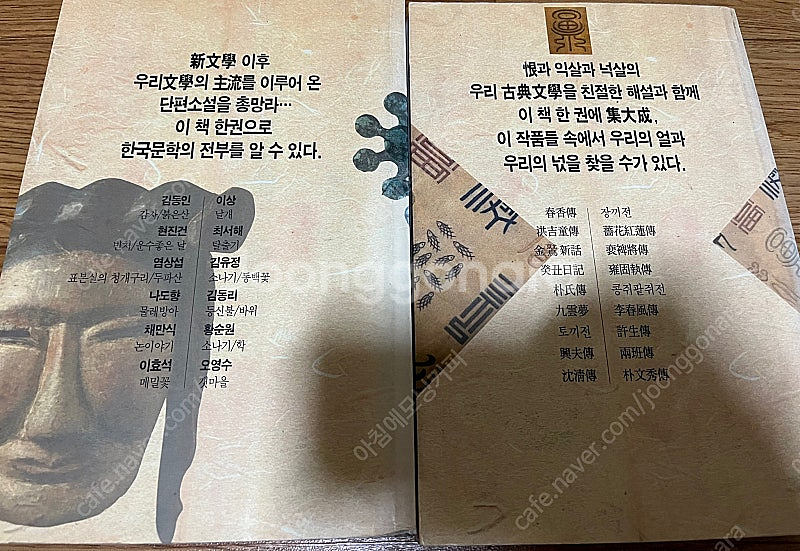 新文學 이후
우리文學의 主流를 이루어 온
단편소설을 총망라…
이 책 한권으로
한국문학의 전부를 알 수 있다.
김동인 이상
감자/붉은산 날개
현진건 최서해
빈처/운수좋은 날 탈출기
염상섭 김유정
표본실의 청개구리/두파산 소나기/동백꽃
나도향 김동리
물레방아 등신불/바위
채만식 황순원
논이야기 소나기/학
이효석 오영수
메밀꽃 갯마을
恨과 익살과 넉살의
우리 古典文學을 친절한 해설과 함께
이 책 한 권에 集大成,
이 작품들 속에서 우리의 얼과
우리의 넋을 찾을 수가 있다.
春香傳 장끼전
洪吉童傳 薔花紅蓮傳
金鰲新話 裵裨將傳
癸丑日記 雍固執傳
朴氏傳 콩쥐팥쥐전
九雲夢 李春風傳
토끼전 許生傳
興夫傳 兩班傳
沈淸傳 朴文秀傳
joonggonara
아침에모닝커피
cafe.naver.com/joonggonara